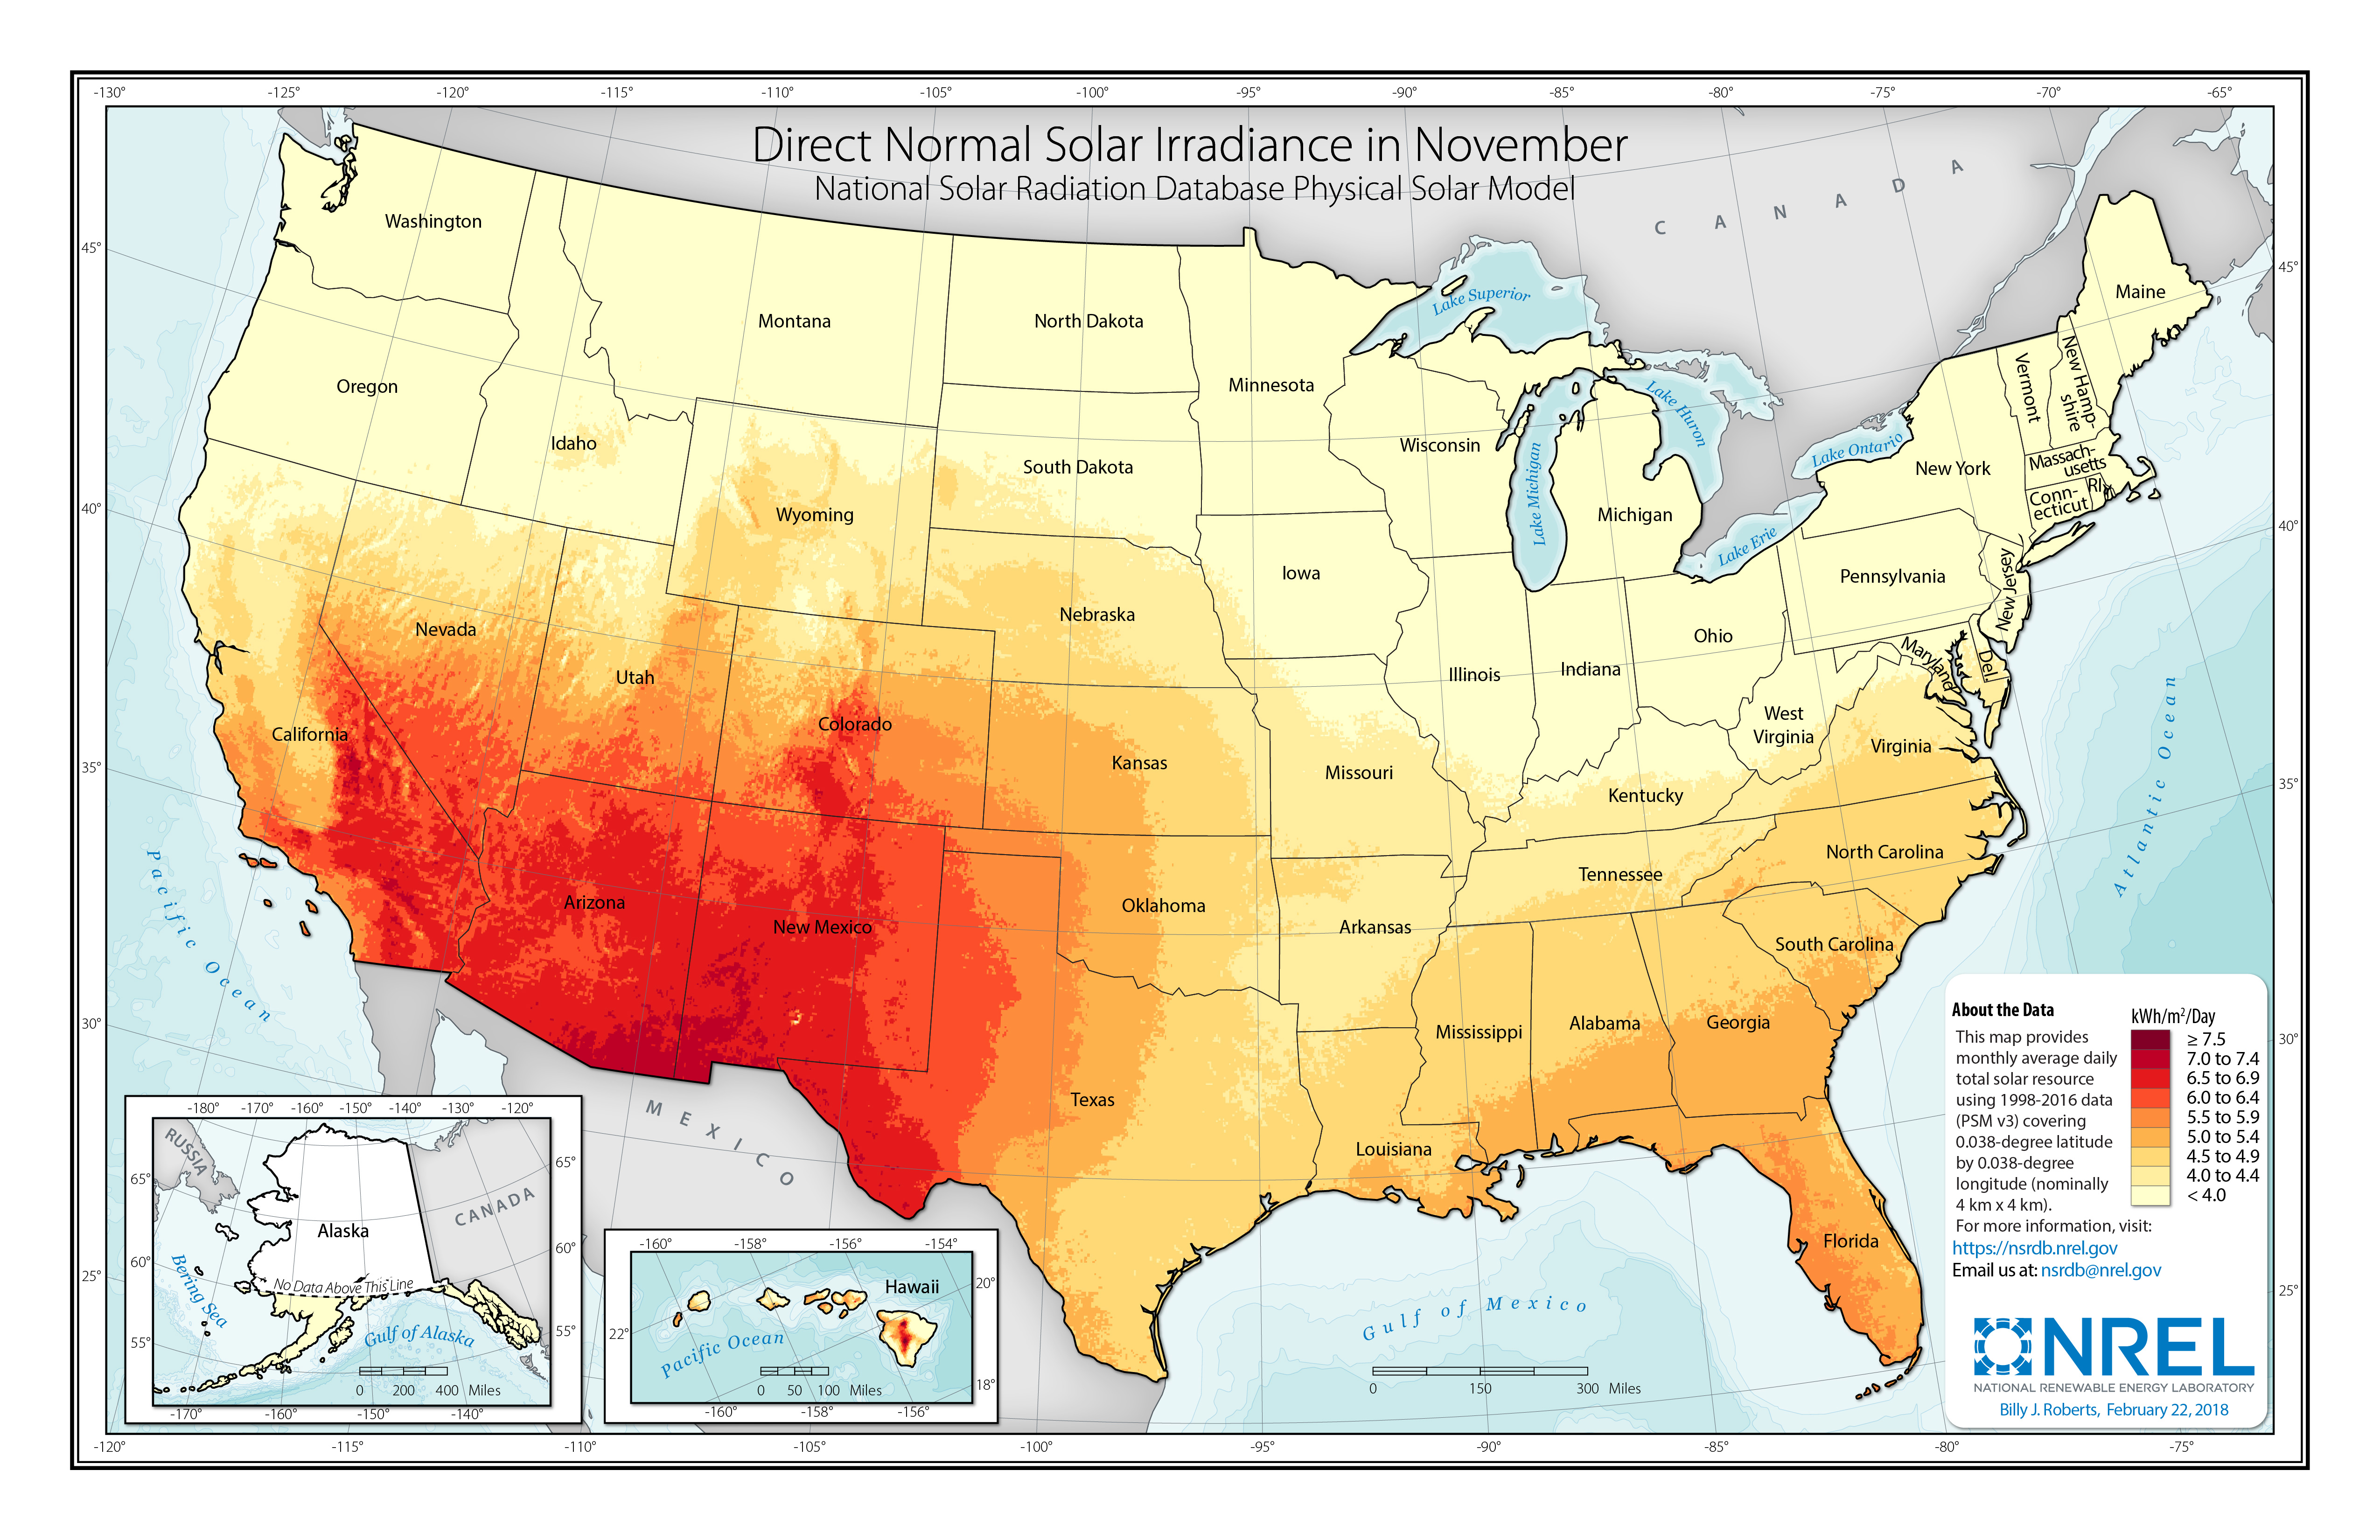 -130° -125° -120° -115° -110° -105° -100° -95° -90° -85° -80° -75° -70° -65°
Direct Normal Solar Irradiance in November
National Solar Radiation Database Physical Solar Model
C A N A D A
45°
45°
40°
40°
35°
35°
30°
30°
25°
25°
Washington
Oregon
Idaho
Montana
North Dakota
South Dakota
Minnesota
Wisconsin
Michigan
Lake Superior
Lake Michigan
Lake Huron
Lake Ontario
Lake Erie
Maine
Vermont
New Hamp-
shire
Massach-
usetts
Conn-
ecticut
RI
New York
Pennsylvania
New Jersey
Maryland
Del.
Wyoming
Nebraska
Iowa
Illinois
Indiana
Ohio
West
Virginia
Virginia
Nevada
Utah
Colorado
California
Kansas
Missouri
Kentucky
Tennessee
North Carolina
South Carolina
Arizona
New Mexico
Oklahoma
Arkansas
Texas
Louisiana
Mississippi
Alabama
Georgia
Florida
Pacific Ocean
Atlantic Ocean
Gulf of Mexico
M E X I C O
0 150 300 Miles
-180° -170° -160° -150° -140° -130° -120°
RUSSIA
CANADA
65°
65°
60°
60°
55°
55°
Alaska
No Data Above This Line
Bering Sea
Gulf of Alaska
0 200 400 Miles
-170° -160° -150° -140°
-160° -158° -156° -154°
Hawaii
20°
22°
18°
Pacific Ocean
0 50 100 Miles
-160° -158° -156°
About the Data
This map provides
monthly average daily
total solar resource
using 1998-2016 data
(PSM v3) covering
0.038-degree latitude
by 0.038-degree
longitude (nominally
4 km x 4 km).
For more information, visit:
https://nsrdb.nrel.gov
Email us at: nsrdb@nrel.gov
kWh/m²/Day
≥ 7.5
7.0 to 7.4
6.5 to 6.9
6.0 to 6.4
5.5 to 5.9
5.0 to 5.4
4.5 to 4.9
4.0 to 4.4
< 4.0
NREL
NATIONAL RENEWABLE ENERGY LABORATORY
Billy J. Roberts, February 22, 2018
-120° -115° -110° -105° -100° -95° -90° -85° -80° -75°